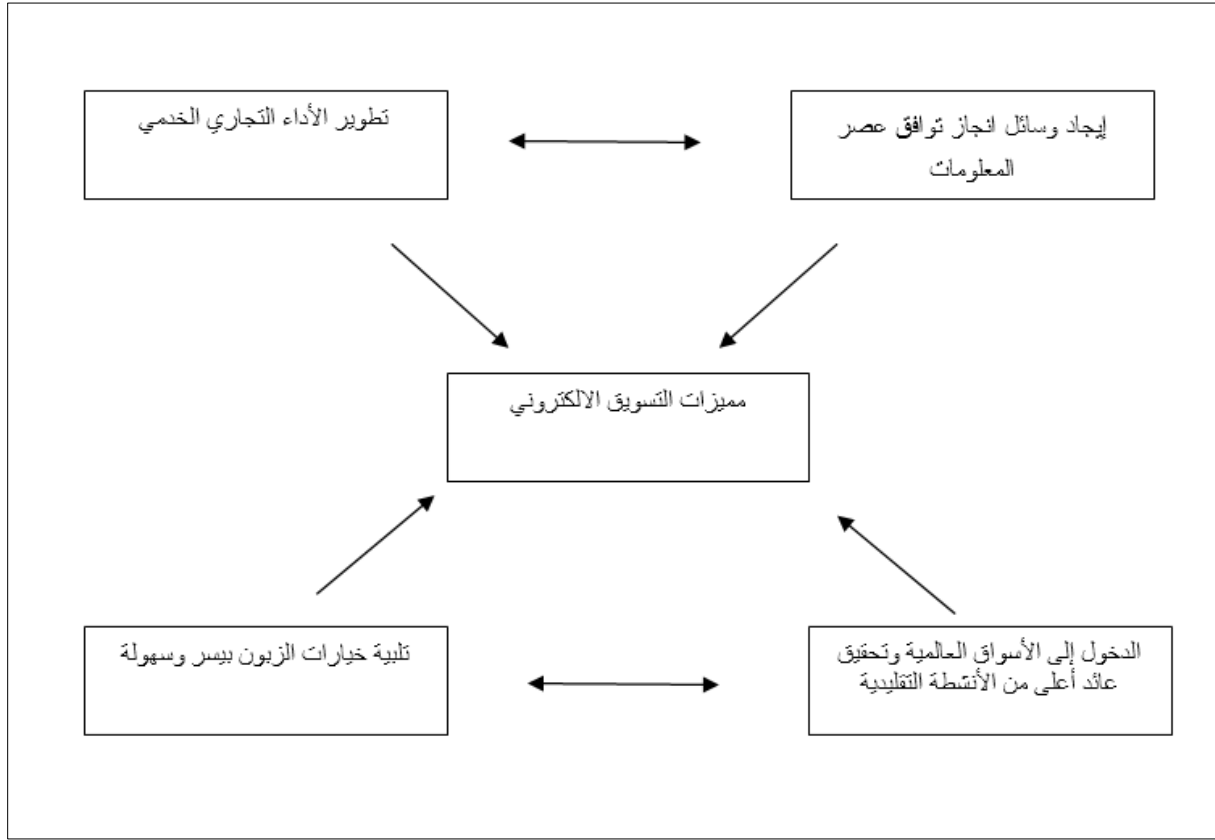 إيجاد وسائل انجاز توافق عصر
المعلومات
تطوير الأداء التجاري الخدمي
مميزات التسويق الالكتروني
الدخول إلى الأسواق العالمية وتحقيق
عائد أعلى من الأنشطة التقليدية
تلبية خيارات الزبون بيسر وسهولة